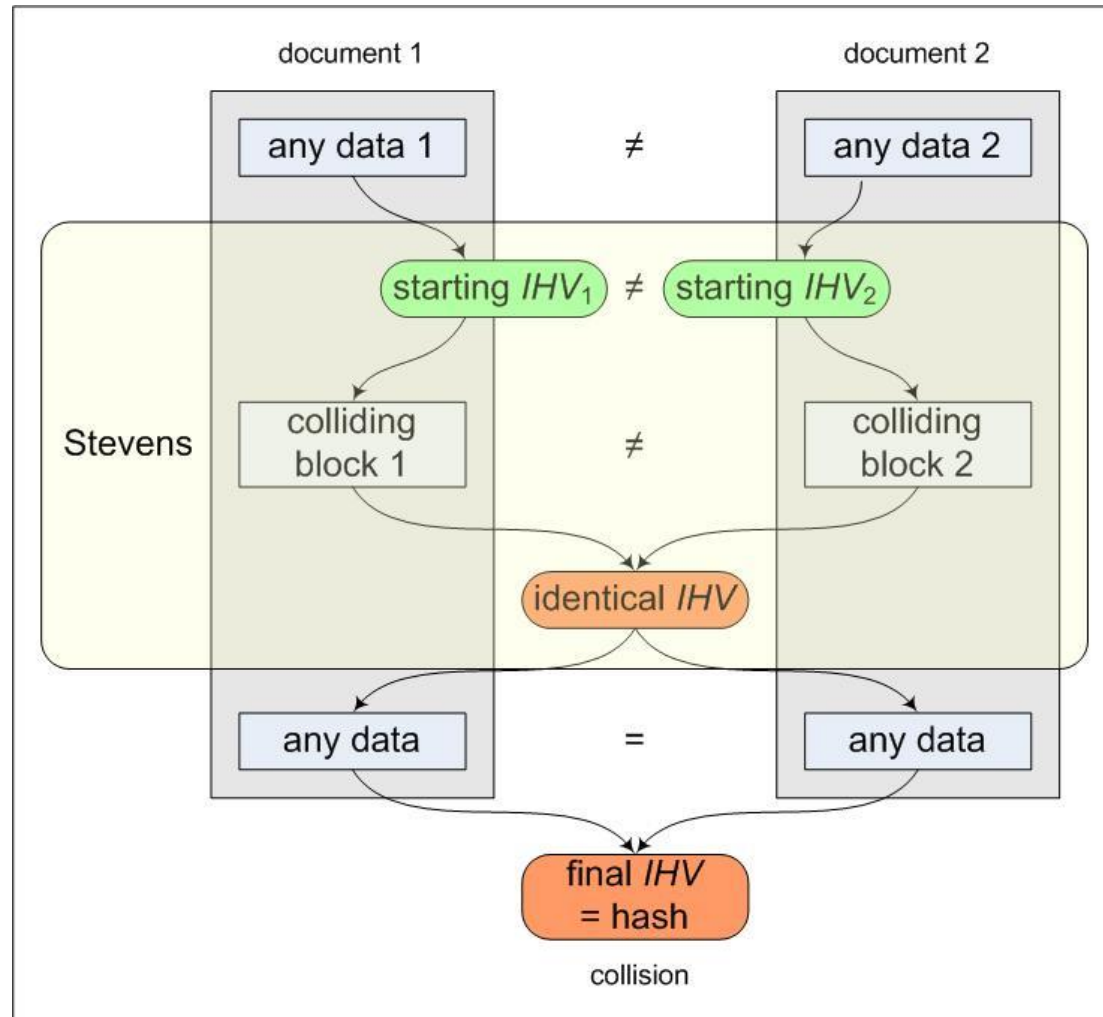 document 1
document 2
any data 1
≠
any data 2
starting IHV₁
≠
starting IHV₂
Stevens
colliding
block 1
≠
colliding
block 2
identical IHV
any data
=
any data
final IHV
= hash
collision